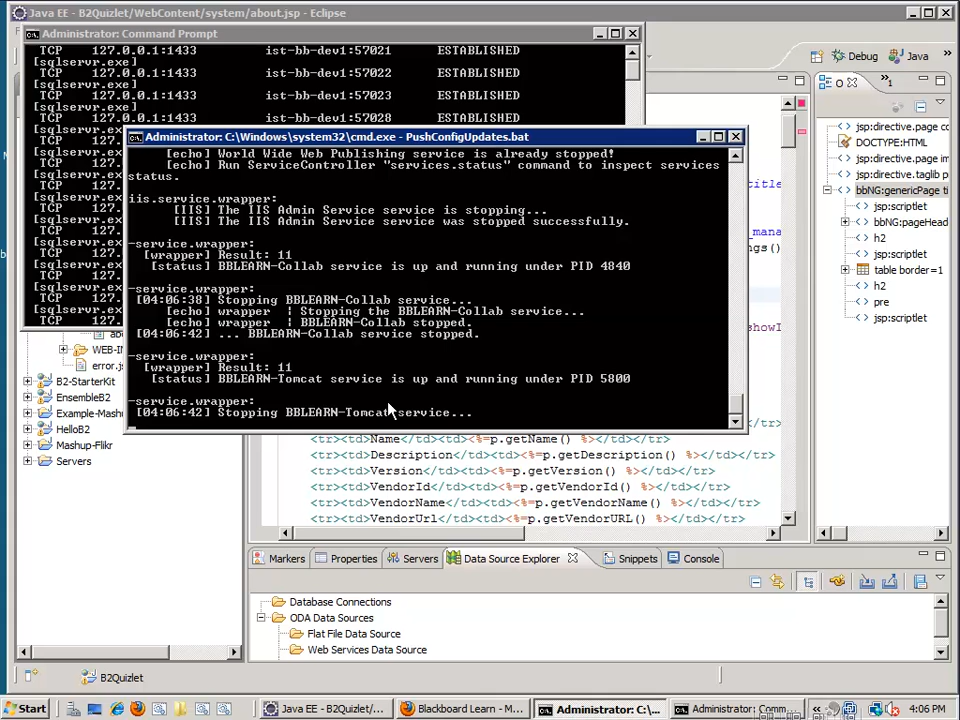 Java EE - B2Quizlet/WebContent/system/about.jsp - Eclipse
Administrator: Command Prompt
TCP 127.0.0.1:1433 ist-bb-dev1:57021 ESTABLISHED
[sqlservr.exe]
TCP 127.0.0.1:1433 ist-bb-dev1:57022 ESTABLISHED
[sqlservr.exe]
TCP 127.0.0.1:1433 ist-bb-dev1:57023 ESTABLISHED
[sqlservr.exe]
TCP 127.0.0.1:1433 ist-bb-dev1:57028 ESTABLISHED
Debug
Java
Administrator: C:\Windows\system32\cmd.exe - PushConfigUpdates.bat
[echo] World Wide Web Publishing service is already stopped!
[echo] Run ServiceController "services.status" command to inspect services
status.
iis.service.wrapper:
[IIS] The IIS Admin Service service is stopping...
[IIS] The IIS Admin Service service was stopped successfully.
-service.wrapper:
[wrapper] Result: 11
[status] BBLEARN-Collab service is up and running under PID 4840
-service.wrapper:
[04:06:38] Stopping BBLEARN-Collab service...
[echo] wrapper | Stopping the BBLEARN-Collab service...
[echo] wrapper | BBLEARN-Collab stopped.
[04:06:42] ... BBLEARN-Collab service stopped.
-service.wrapper:
[wrapper] Result: 11
[status] BBLEARN-Tomcat service is up and running under PID 5800
-service.wrapper:
[04:06:42] Stopping BBLEARN-Tomcat service...
O
jsp:directive.page co
DOCTYPE:HTML
jsp:directive.page im
jsp:directive.taglib p
bbNG:genericPage ti
jsp:scriptlet
bbNG:pageHead
h2
jsp:scriptlet
table border=1
h2
pre
jsp:scriptlet
WEB-IN
error.js
B2-StarterKit
EnsembleB2
Example-Mashu
HelloB2
Mashup-Flikr
Servers
<tr><td>Name</td><td><%=p.getName() %></td></tr>
<tr><td>Description</td><td><%=p.getDescription() %></td></tr>
<tr><td>Version</td><td><%=p.getVersion() %></td></tr>
<tr><td>VendorId</td><td><%=p.getVendorId() %></td></tr>
<tr><td>VendorName</td><td><%=p.getVendorName() %></td></tr>
<tr><td>VendorUrl</td><td><%=p.getVendorURL() %></td></tr>
Markers
Properties
Servers
Data Source Explorer
Snippets
Console
Database Connections
ODA Data Sources
Flat File Data Source
Web Services Data Source
B2Quizlet
Start
Java EE - B2Quizlet/...
Blackboard Learn - M...
Administrator: C:\...
Administrator: Comm...
4:06 PM